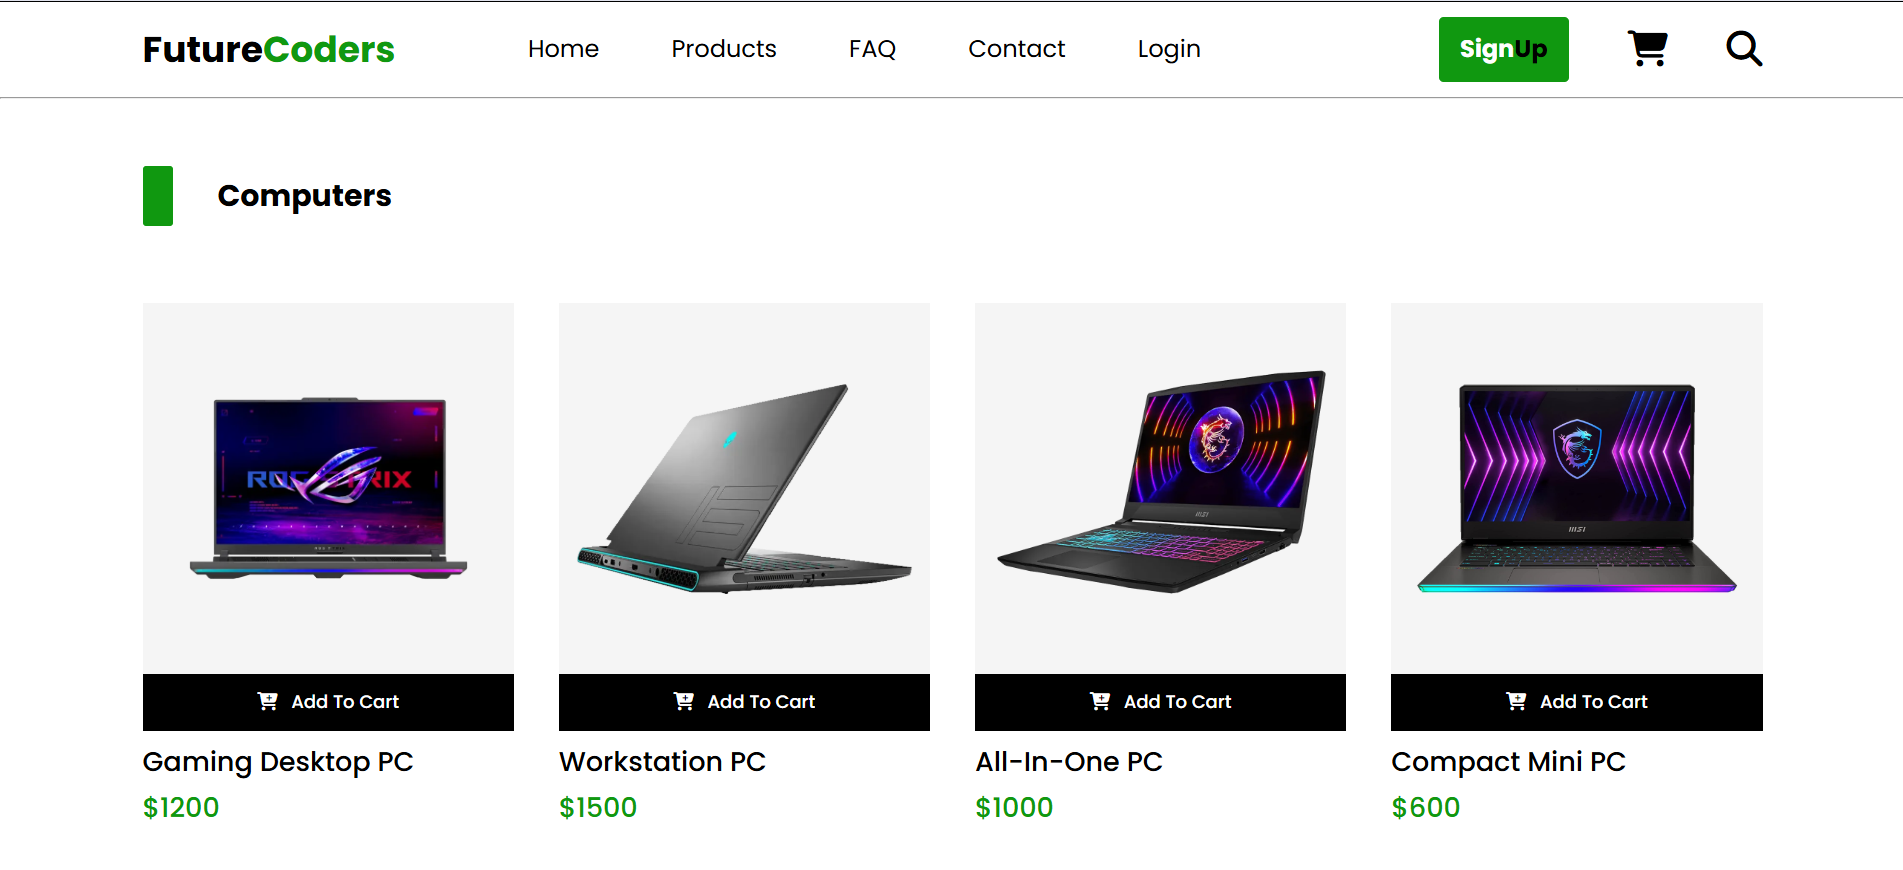 FutureCoders Home Products FAQ Contact Login SignUp
Computers
ROG STRIX
msi
msi
Add To Cart Add To Cart Add To Cart Add To Cart
Gaming Desktop PC Workstation PC All-In-One PC Compact Mini PC
$1200 $1500 $1000 $600